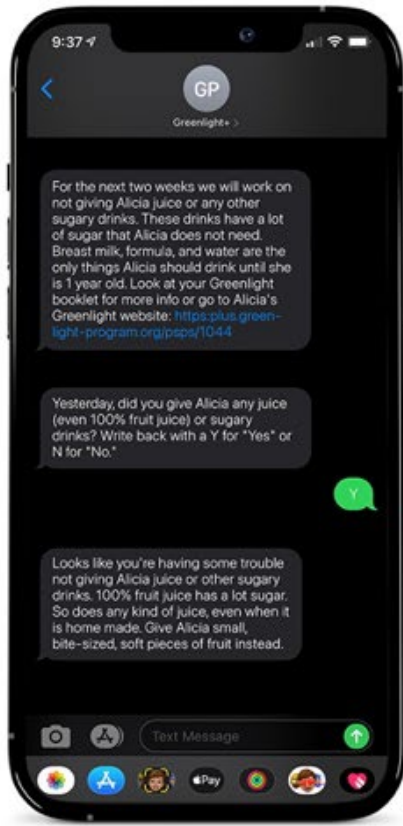 9:37
GP
Greenlight+ >
For the next two weeks we will work on
not giving Alicia juice or any other
sugary drinks. These drinks have a lot
of sugar that Alicia does not need.
Breast milk, formula, and water are the
only things Alicia should drink until she
is 1 year old. Look at your Greenlight
booklet for more info or go to Alicia's
Greenlight website: https:plus.green-
light-program.org/psps/1044
Yesterday, did you give Alicia any juice
(even 100% fruit juice) or sugary
drinks? Write back with a Y for "Yes" or
N for "No."
Y
Looks like you're having some trouble
not giving Alicia juice or other sugary
drinks. 100% fruit juice has a lot sugar.
So does any kind of juice, even when it
is home made. Give Alicia small,
bite-sized, soft pieces of fruit instead.
Text Message
Pay